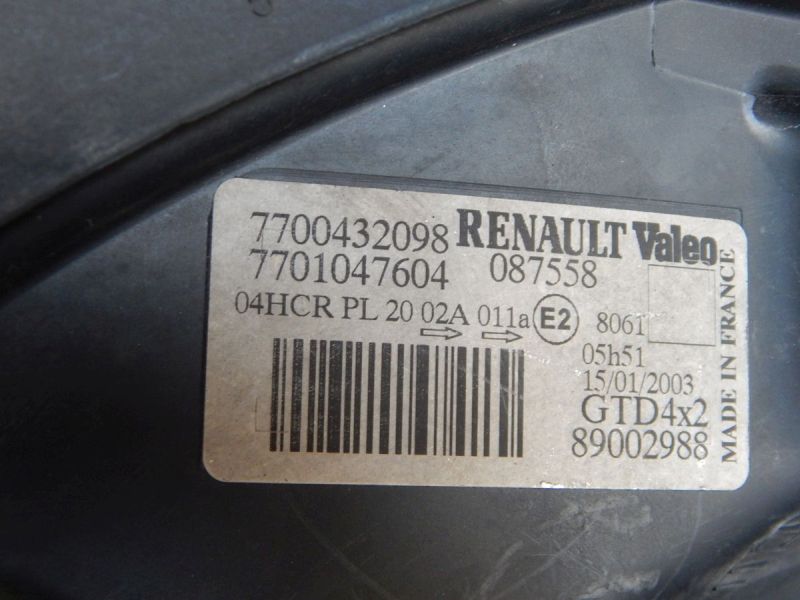 7700432098 RENAULT Valeo
7701047604 087558
04HCR PL 20 02A 011a E2 8061
05h51
15/01/2003
GTD4x2
89002988
MADE IN FRANCE